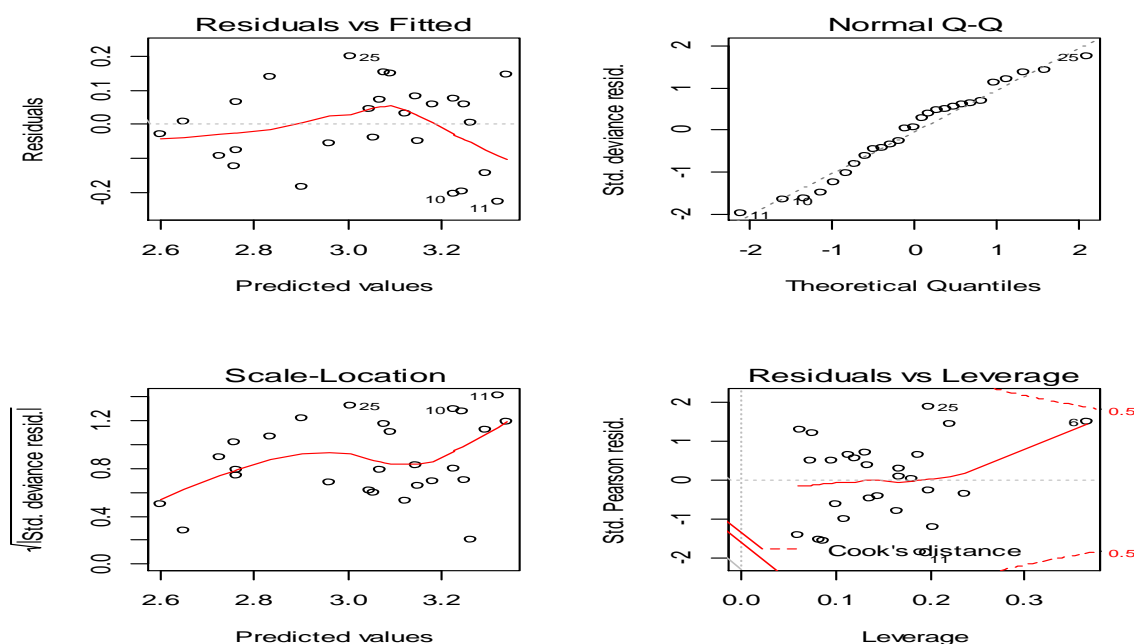 Residuals vs Fitted
Residuals
0.2
0.1
0.0
-0.2
25
10
11
2.6 2.8 3.0 3.2
Predicted values
Normal Q-Q
Std. deviance resid.
2
1
0
-1
-2
25
10
11
-2 -1 0 1 2
Theoretical Quantiles
Scale-Location
√|Std. deviance resid.|
1.2
0.8
0.4
0.0
25
10
11
2.6 2.8 3.0 3.2
Predicted values
Residuals vs Leverage
Std. Pearson resid.
2
1
0
-1
-2
25
6
11
0.5
0.5
Cook's distance
0.0 0.1 0.2 0.3
Leverage